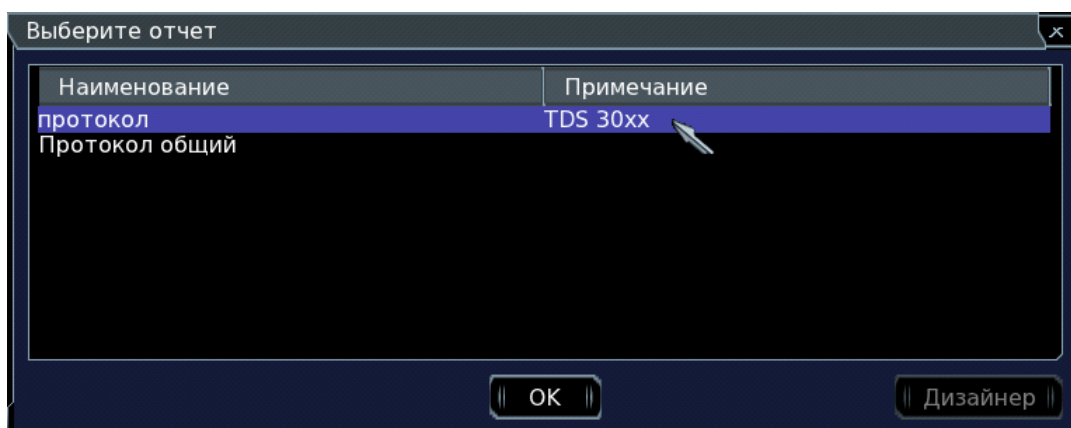 Выберите отчет
Наименование Примечание
протокол TDS 30xx
Протокол общий
OK Дизайнер